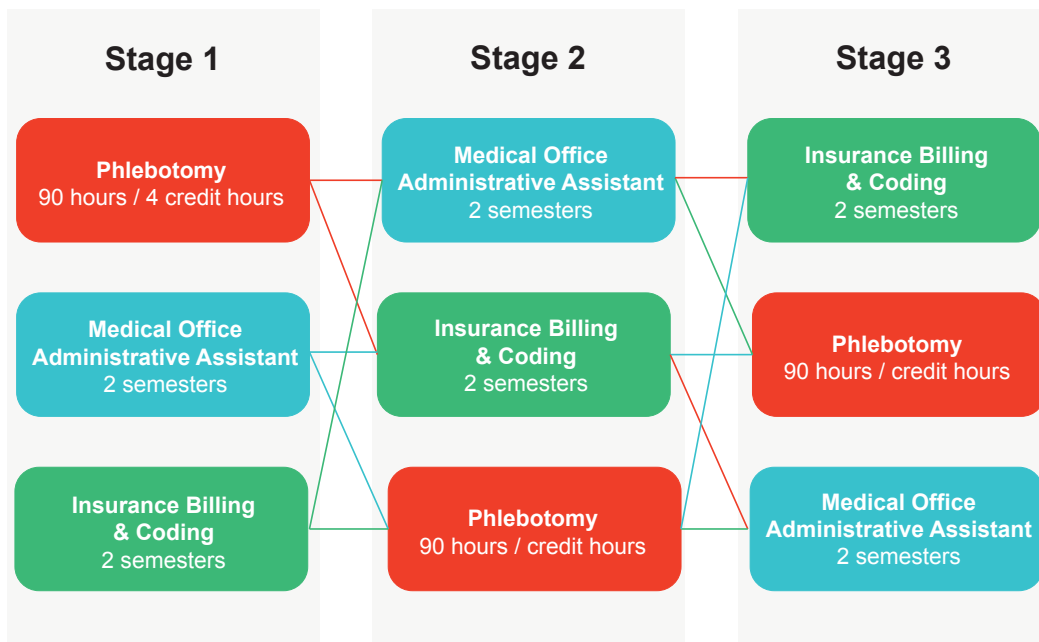 Stage 1
Phlebotomy
90 hours / 4 credit hours
Medical Office
Administrative Assistant
2 semesters
Insurance Billing
& Coding
2 semesters
Stage 2
Medical Office
Administrative Assistant
2 semesters
Insurance Billing
& Coding
2 semesters
Phlebotomy
90 hours / credit hours
Stage 3
Insurance Billing
& Coding
2 semesters
Phlebotomy
90 hours / credit hours
Medical Office
Administrative Assistant
2 semesters